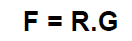 F = R.G